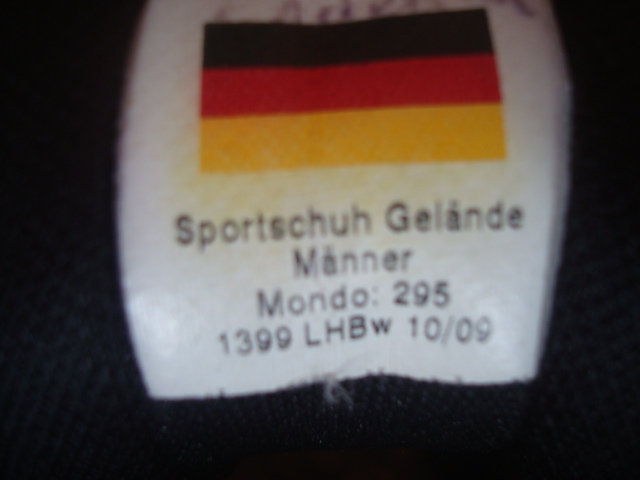 Sportschuh Gelände
Männer
Mondo: 295
1399 LHBw 10/09